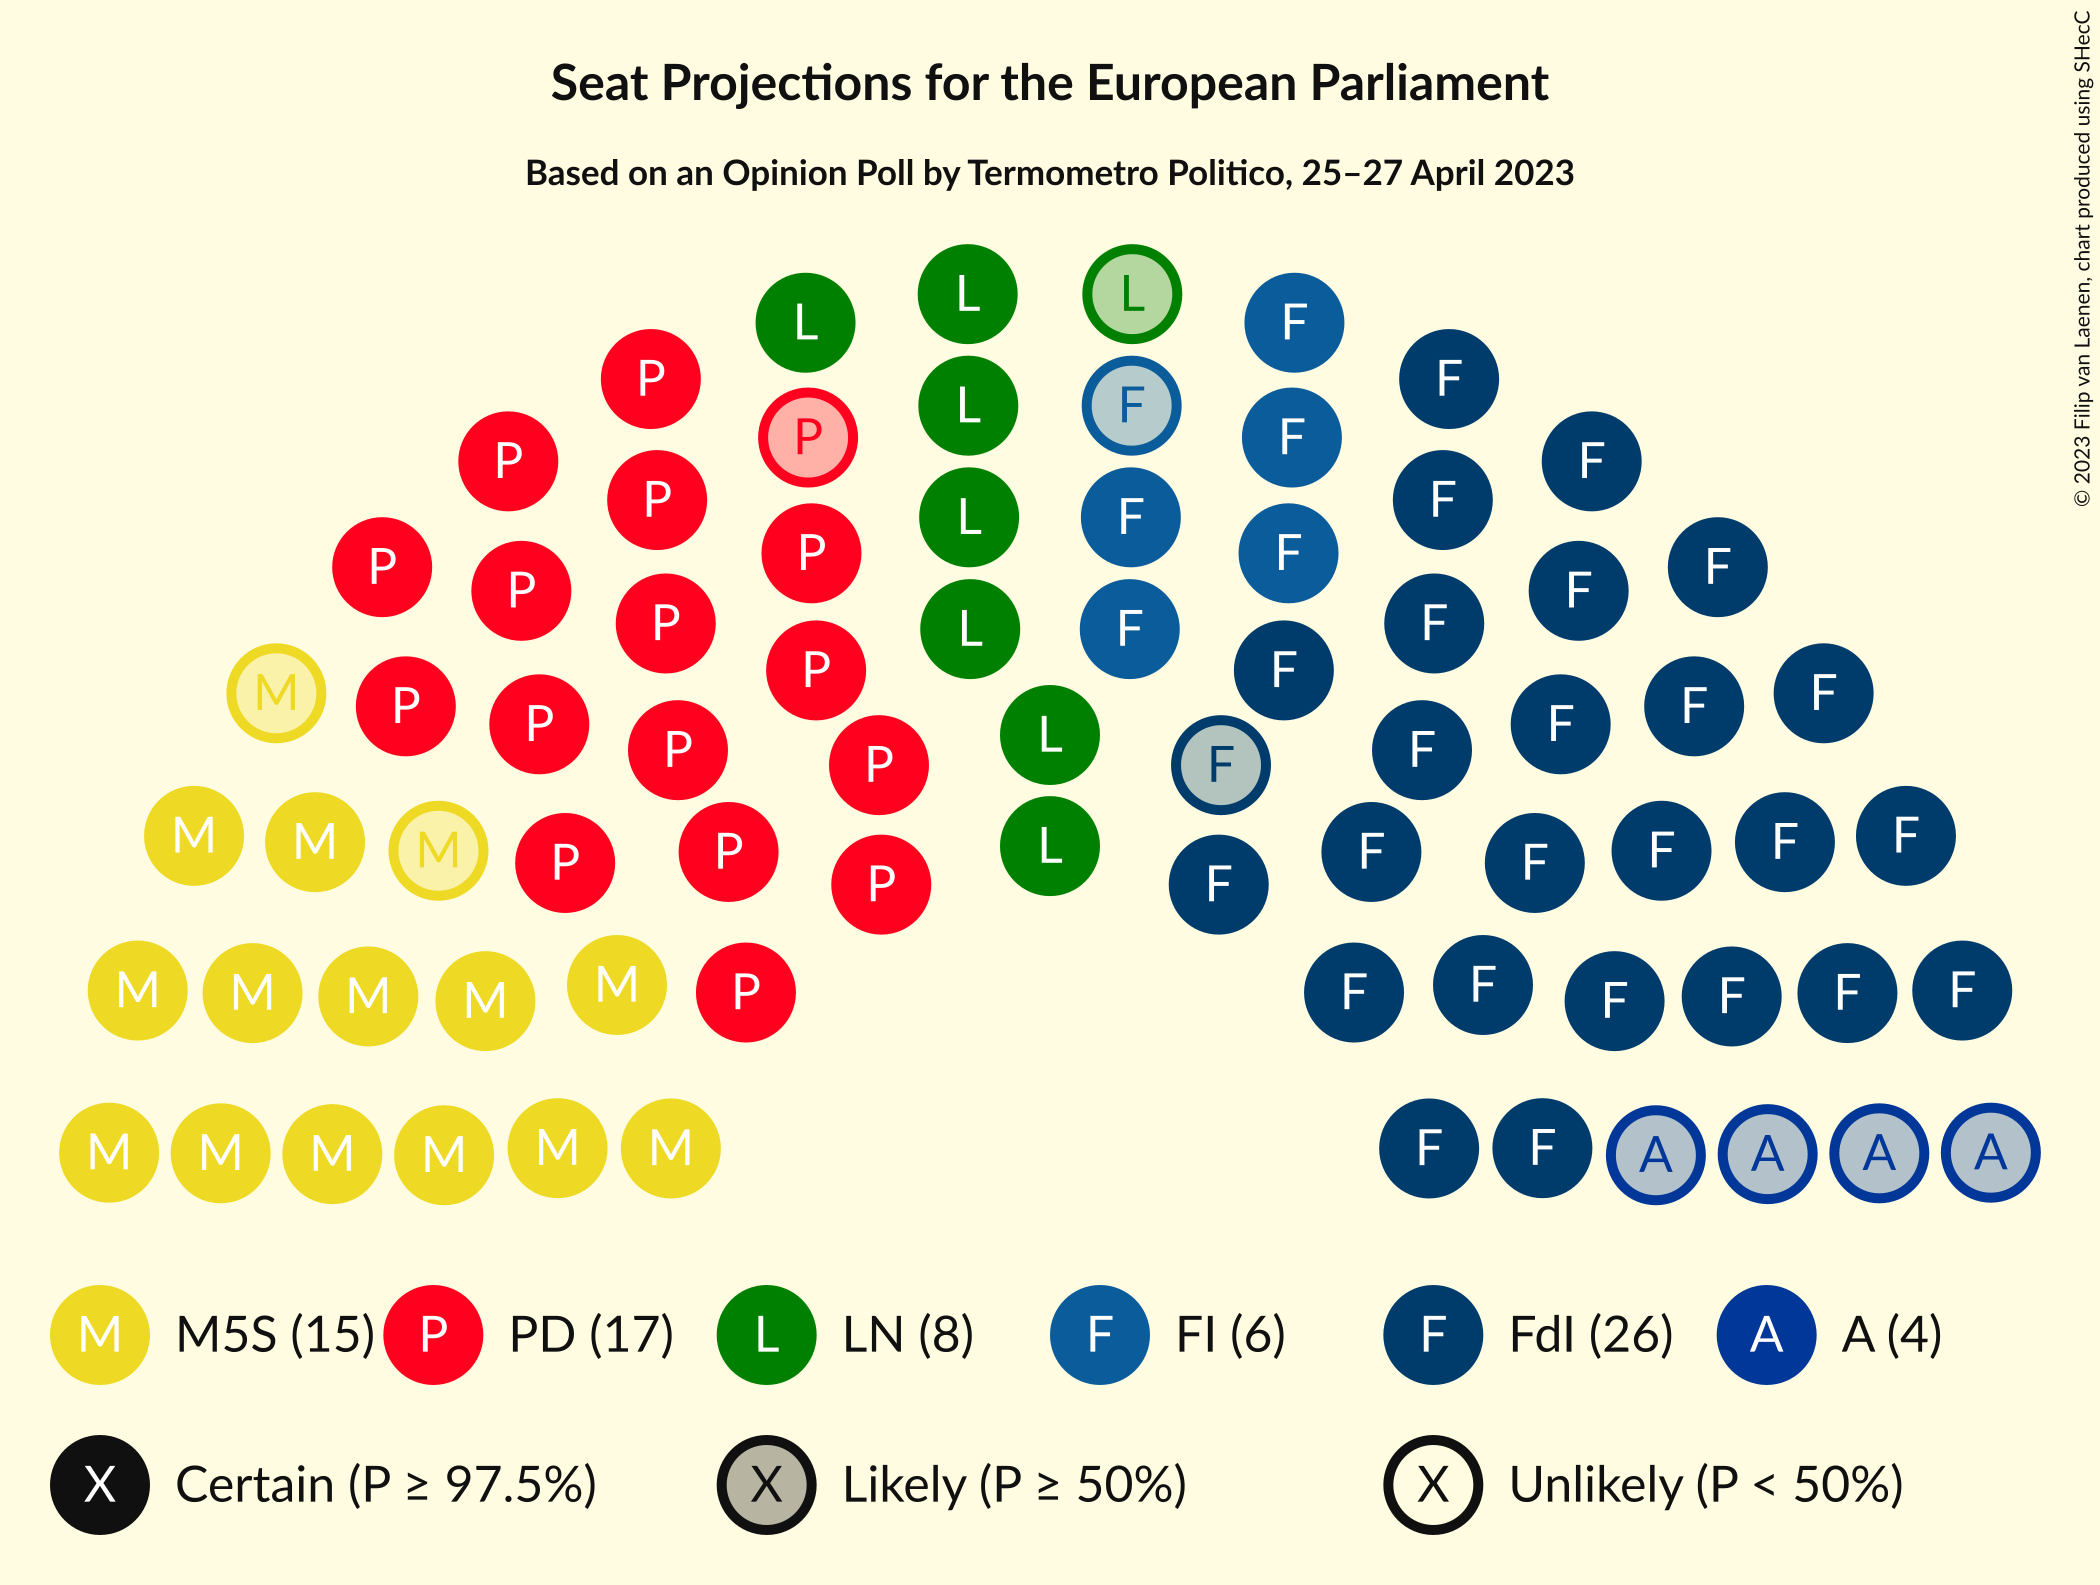 Seat Projections for the European Parliament
Based on an Opinion Poll by Termometro Politico, 25–27 April 2023
© 2023 Filip van Laenen, chart produced using SHecC
L L L F
P L F
P P L F F
P P F F
P L F
P P F F
P P F F
P P F F
P L F F
M P P P P L F F F F F F
M M M P P P L F F F F F F F
P F
M M M M M P F F F F F F
M M M M M M F F A A A A
M M5S (15) P PD (17) L LN (8) F FI (6) F FdI (26) A A (4)
X Certain (P ≥ 97.5%) X Likely (P ≥ 50%) X Unlikely (P < 50%)